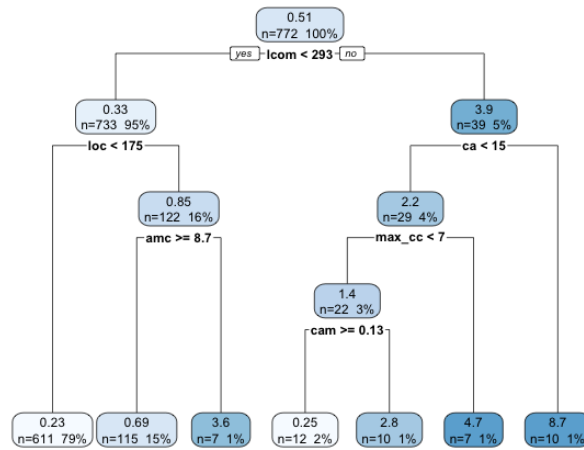 0.51
n=772 100%
yes lcom < 293 no
0.33
n=733 95%
3.9
n=39 5%
loc < 175
ca < 15
0.85
n=122 16%
2.2
n=29 4%
amc >= 8.7
max_cc < 7
1.4
n=22 3%
cam >= 0.13
0.23
n=611 79%
0.69
n=115 15%
3.6
n=7 1%
0.25
n=12 2%
2.8
n=10 1%
4.7
n=7 1%
8.7
n=10 1%